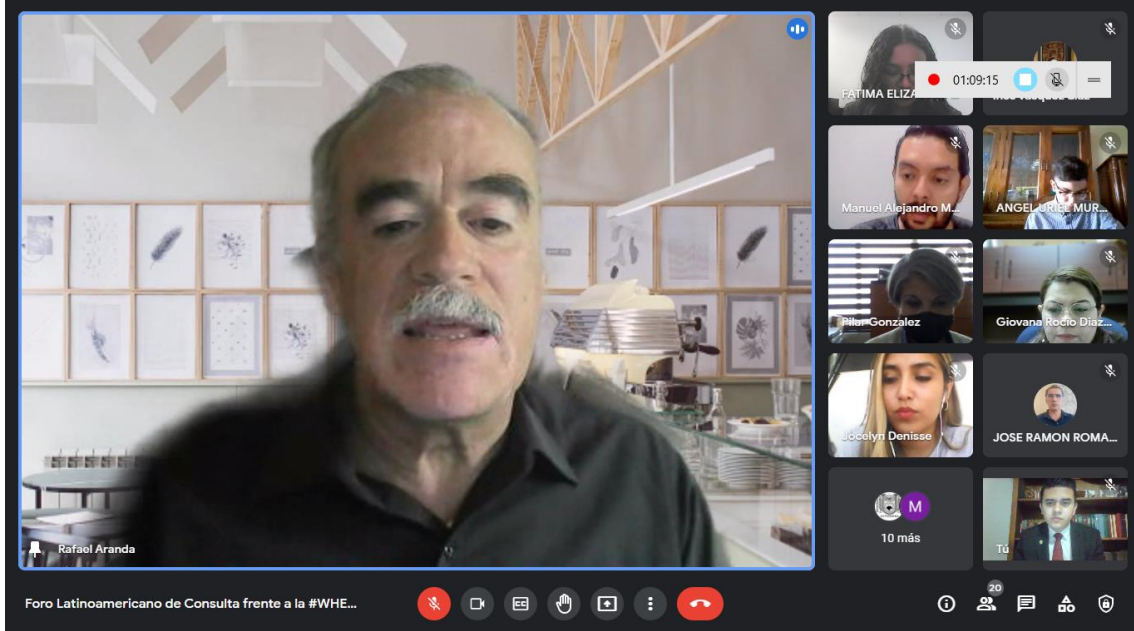 FATIMA ELIZA
01:09:15
Manuel Alejandro M...
ANGEL URIEL MUR...
Pilar Gonzalez
Giovana Rocio Diaz...
Jocelyn Denisse
JOSE RAMON ROMA...
M
10 más
Tú
Rafael Aranda
Foro Latinoamericano de Consulta frente a la #WHE...
CC
20